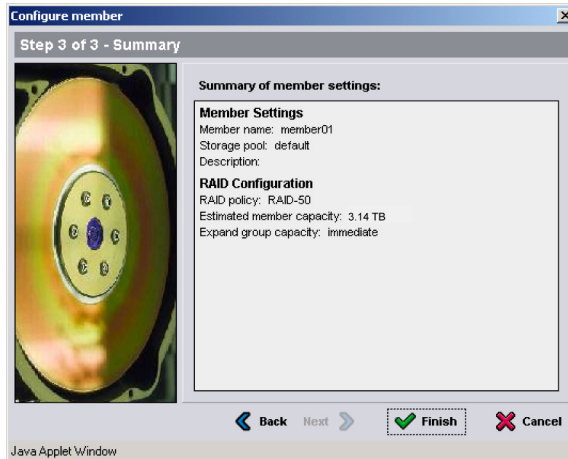 Configure member
Step 3 of 3 - Summary
Summary of member settings:
Member Settings
Member name: member01
Storage pool: default
Description:
RAID Configuration
RAID policy: RAID-50
Estimated member capacity: 3.14 TB
Expand group capacity: immediate
Back Next Finish Cancel
Java Applet Window